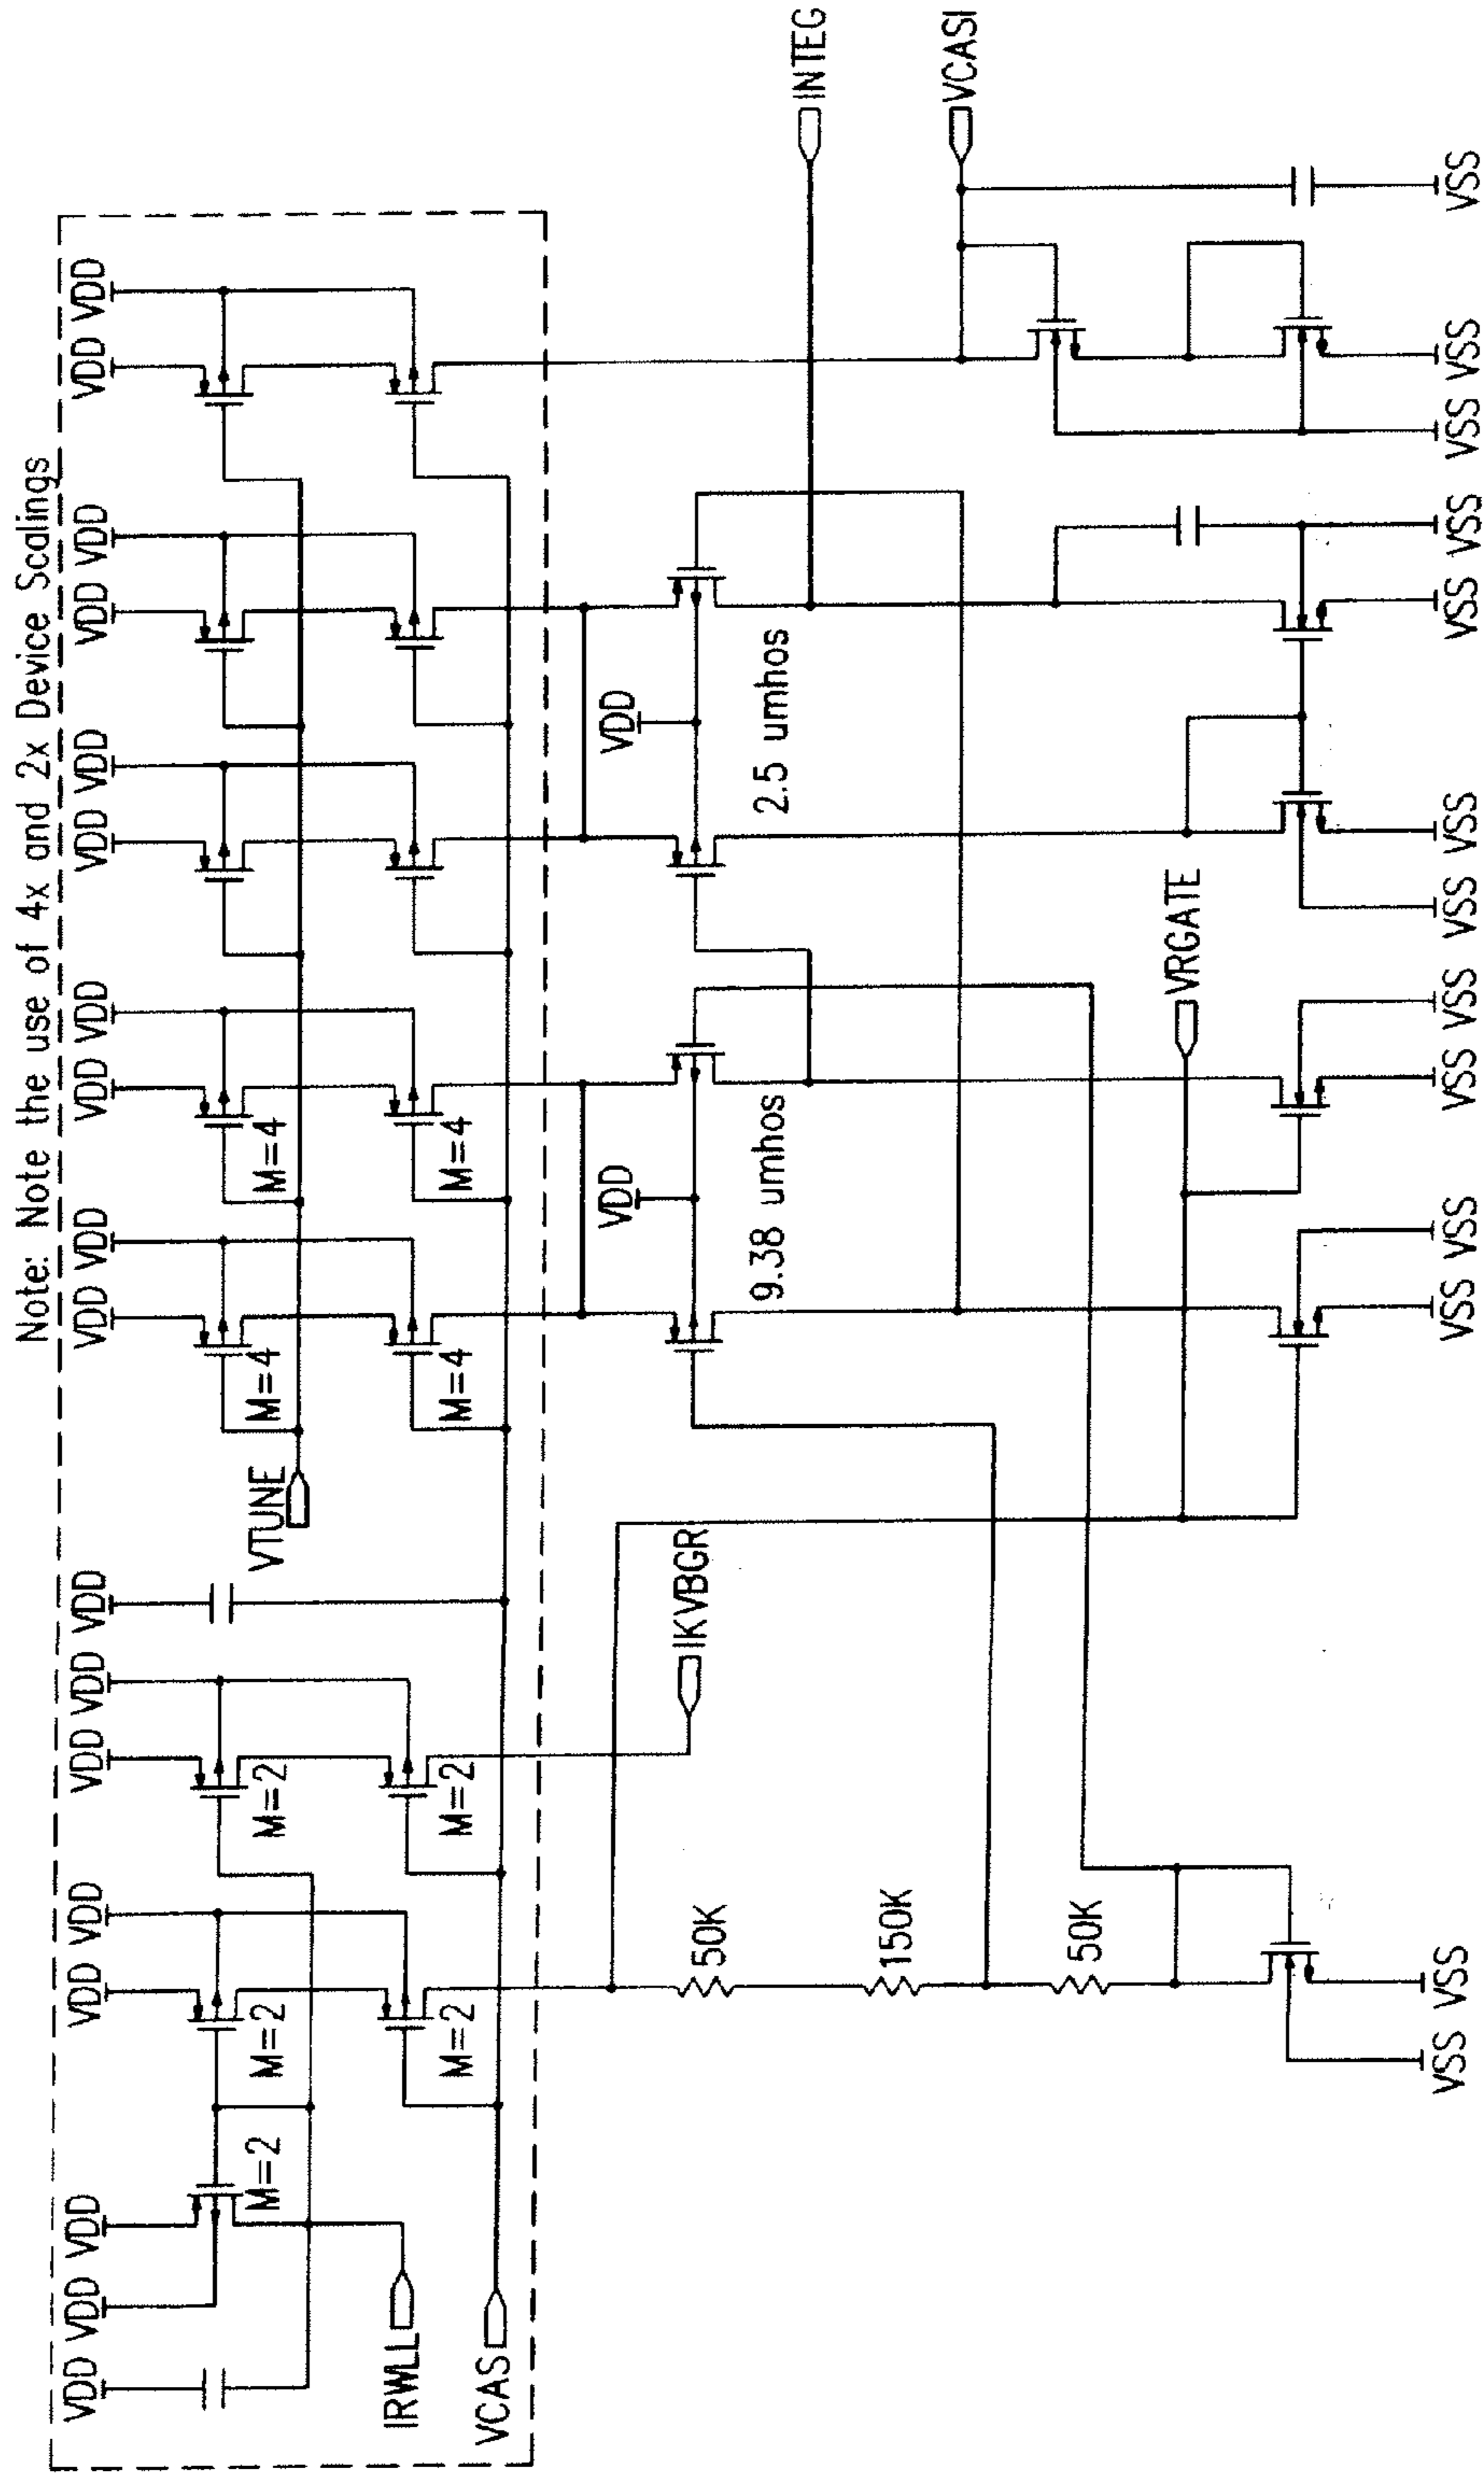 Note: Note the use of 4x and 2x Device Scalings
VDD VDD VDD VDD VDD VDD VDD VDD VDD VDD VDD VDD VDD VDD VDD VDD VDD VDD
M=2
M=2
M=2
M=4
M=4
VTUNE
IRWLL
M=2
M=2
M=4
M=4
VCAS
IKVBGR
VDD
VDD
50K
9.38 umhos
2.5 umhos
INTEG
150K
VCASI
50K
VRGATE
VSS VSS VSS VSS VSS VSS VSS VSS VSS VSS VSS VSS VSS